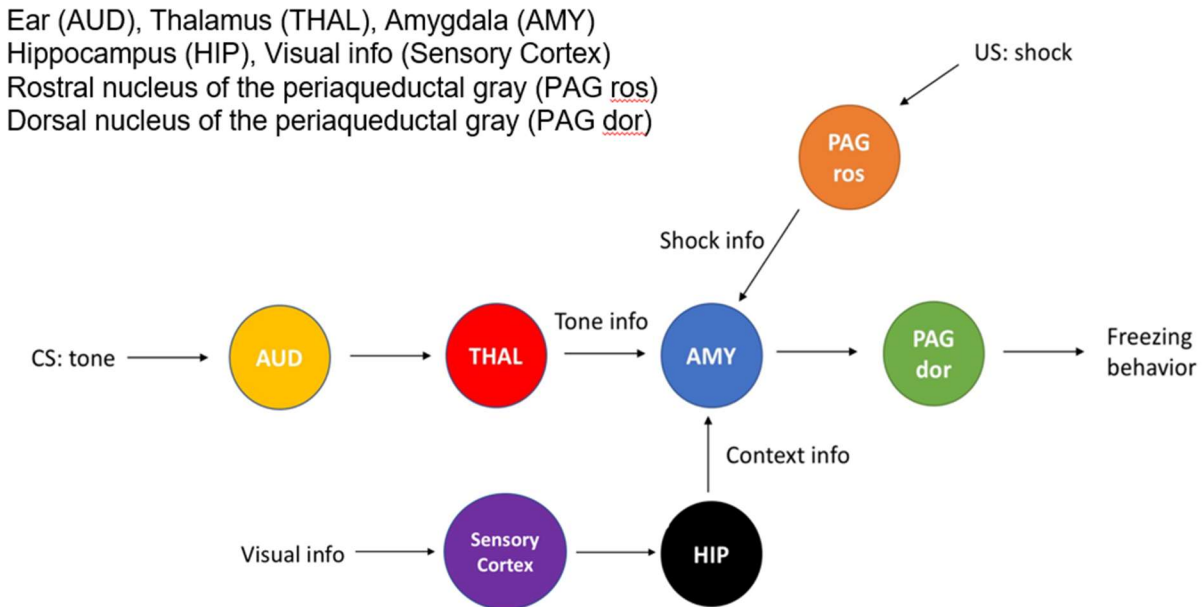 Ear (AUD), Thalamus (THAL), Amygdala (AMY)
Hippocampus (HIP), Visual info (Sensory Cortex)
Rostral nucleus of the periaqueductal gray (PAG ros)
Dorsal nucleus of the periaqueductal gray (PAG dor)
US: shock
PAG
ros
Shock info
CS: tone
AUD
THAL
Tone info
AMY
PAG
dor
Freezing
behavior
Context info
Visual info
Sensory
Cortex
HIP